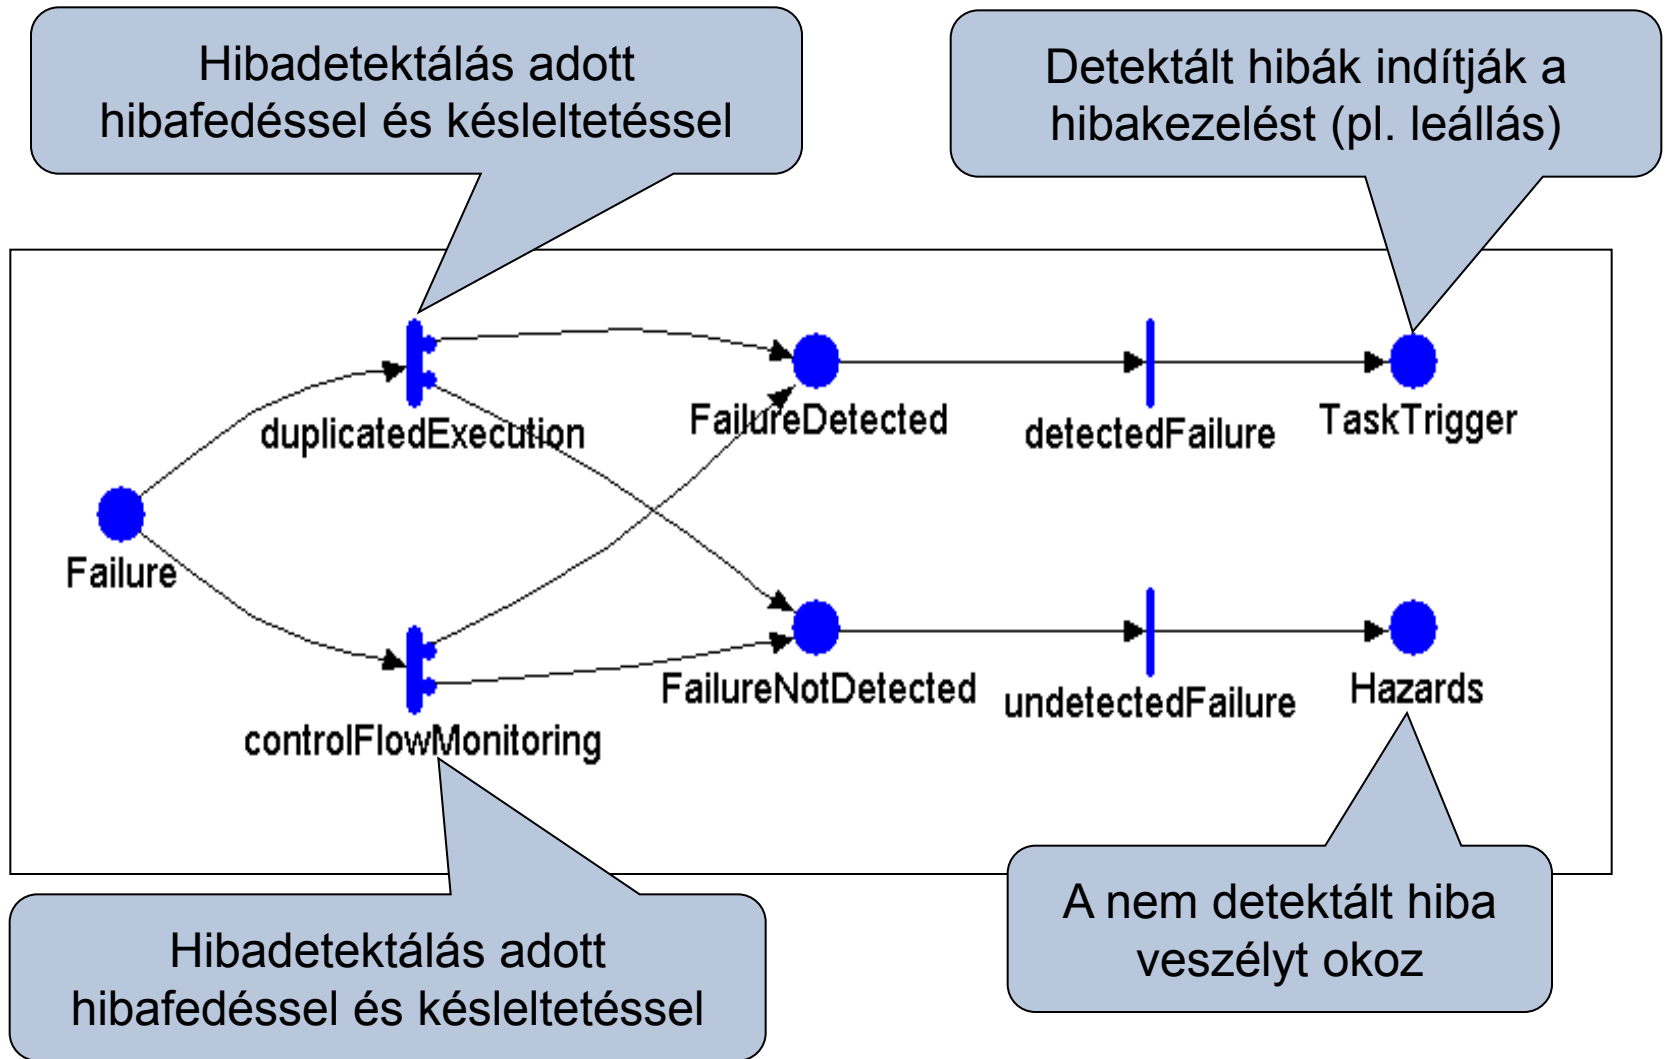 Hibadetektálás adott
hibafedéssel és késleltetéssel
Detektált hibák indítják a
hibakezelést (pl. leállás)
duplicatedExecution
FailureDetected
detectedFailure
TaskTrigger
Failure
controlFlowMonitoring
FailureNotDetected
undetectedFailure
Hazards
Hibadetektálás adott
hibafedéssel és késleltetéssel
A nem detektált hiba
veszélyt okoz